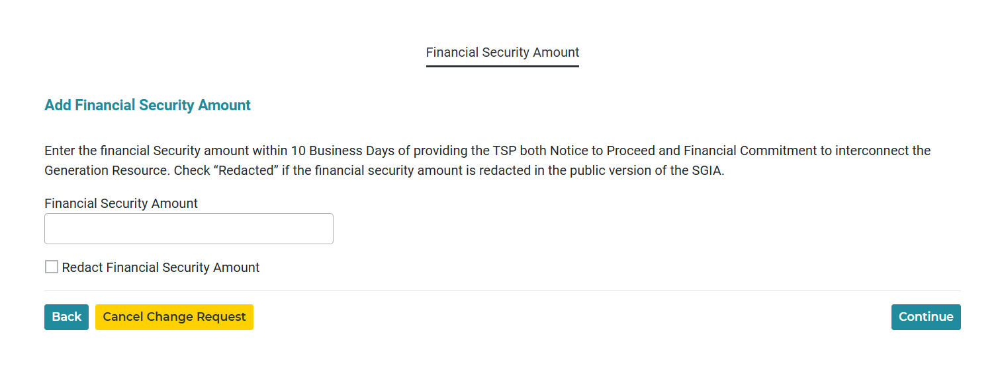 Financial Security Amount
Add Financial Security Amount
Enter the financial Security amount within 10 Business Days of providing the TSP both Notice to Proceed and Financial Commitment to interconnect the
Generation Resource. Check “Redacted” if the financial security amount is redacted in the public version of the SGIA.
Financial Security Amount
Redact Financial Security Amount
Back Cancel Change Request Continue